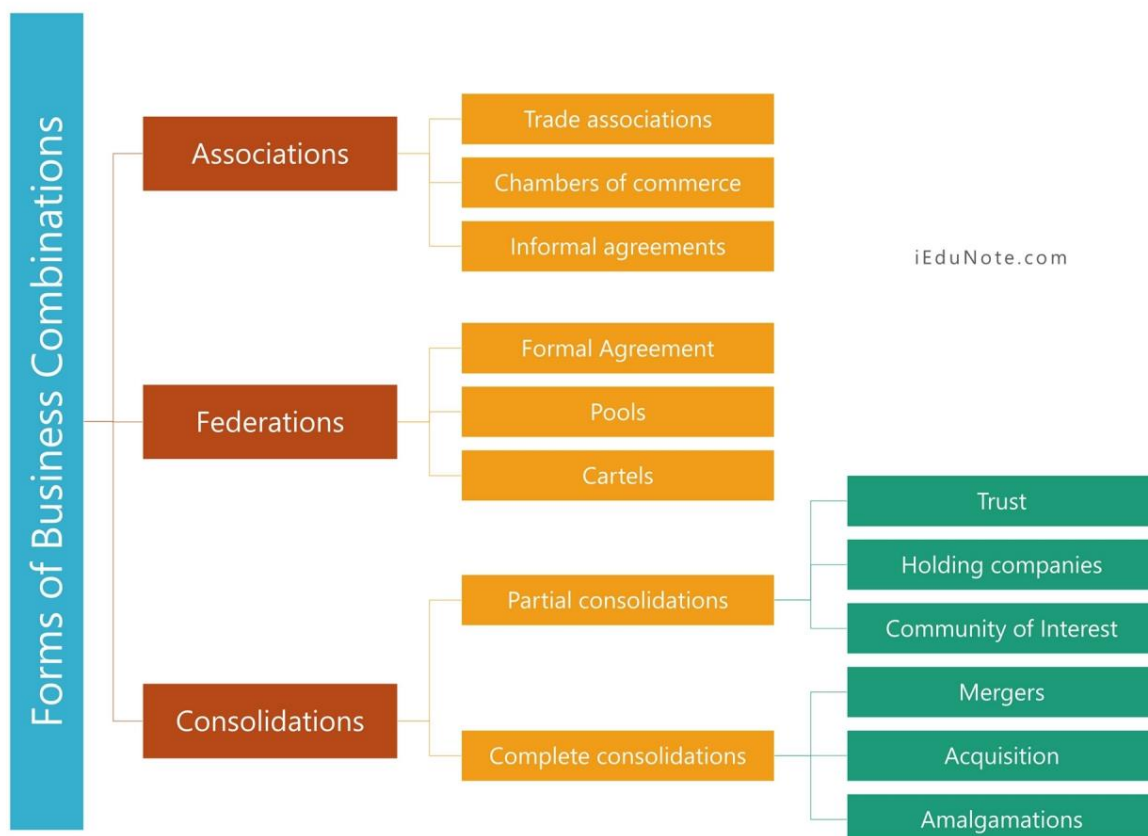 Forms of Business Combinations
Associations
Trade associations
Chambers of commerce
Informal agreements
iEduNote.com
Federations
Formal Agreement
Pools
Cartels
Consolidations
Partial consolidations
Trust
Holding companies
Community of Interest
Complete consolidations
Mergers
Acquisition
Amalgamations